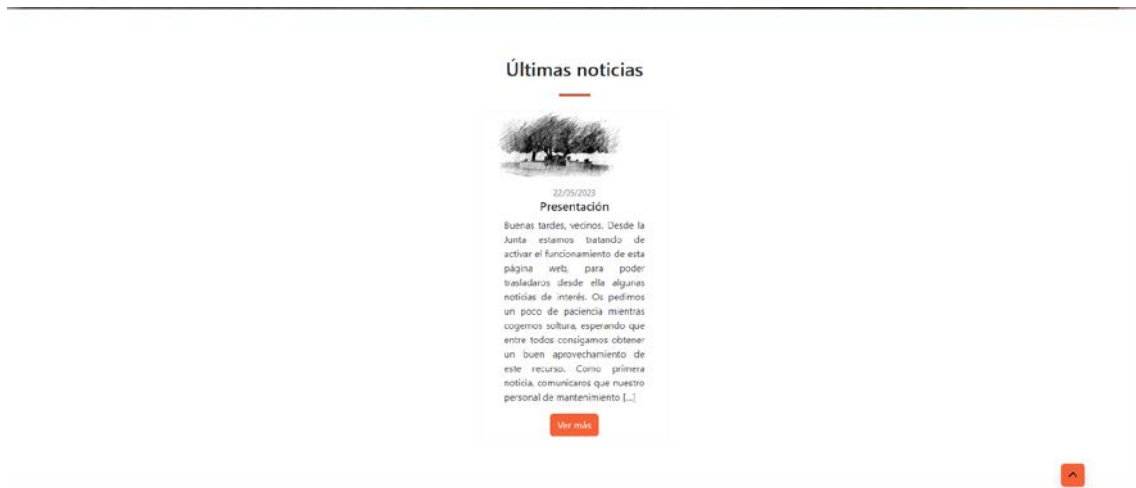 Últimas noticias
22/05/2023
Presentación
Buenas tardes, vecinos. Desde la
Junta estamos tratando de
activar el funcionamiento de esta
página web, para poder
trasladaros desde ella algunas
noticias de interés. Os pedimos
un poco de paciencia mientras
cogemos soltura, esperando que
entre todos consigamos obtener
un buen aprovechamiento de
este recurso. Como primera
noticia, comunicaros que nuestro
personal de mantenimiento [...]
Ver más